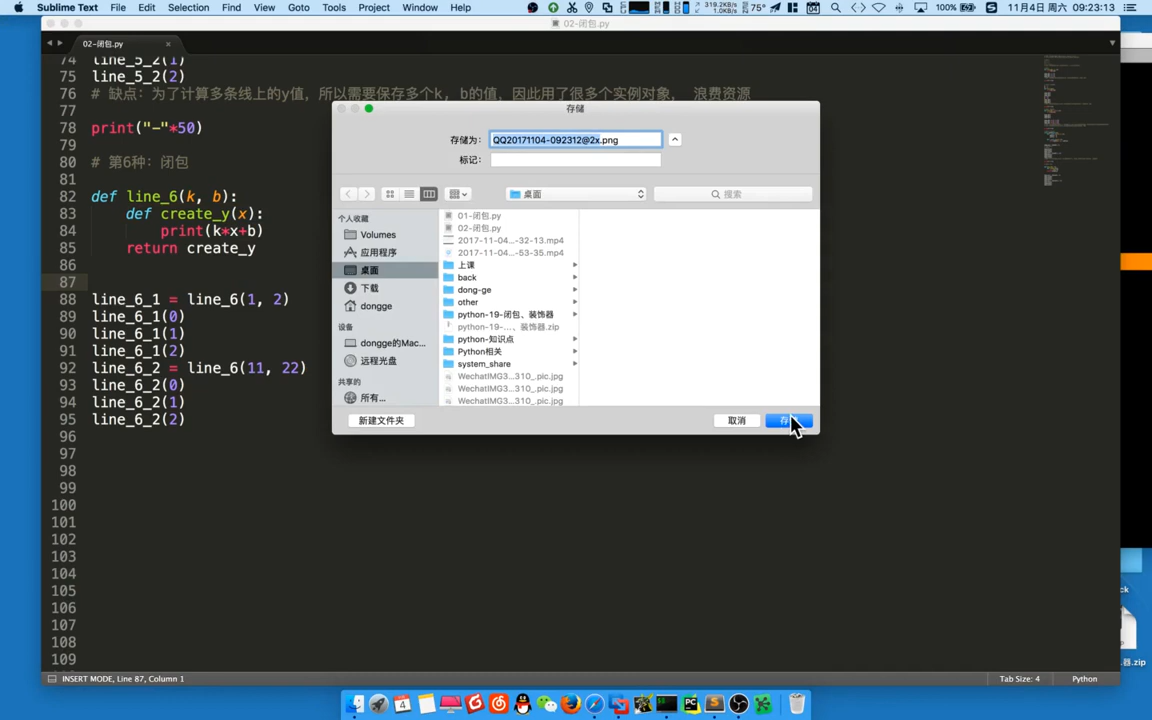 Sublime Text File Edit Selection Find View Goto Tools Project Window Help 319.2KB/s 1.0KB/s 75° 100% 11月4日 周六 09:23:13
02-闭包.py
02-闭包.py
74 line_5_2(1)
75 line_5_2(2)
76 # 缺点：为了计算多条线上的y值，所以需要保存多个k, b的值，因此用了很多个实例对象， 浪费资源
77
78 print("-"*50)
79
80 # 第6种：闭包
81
82 def line_6(k, b):
83 def create_y(x):
84 print(k*x+b)
85 return create_y
86
87
88 line_6_1 = line_6(1, 2)
89 line_6_1(0)
90 line_6_1(1)
91 line_6_1(2)
92 line_6_2 = line_6(11, 22)
93 line_6_2(0)
94 line_6_2(1)
95 line_6_2(2)
96
97
98
99
100
101
102
103
104
105
106
107
108
109
存储
存储为： QQ20171104-092312@2x.png
标记：
桌面
搜索
个人收藏
Volumes
应用程序
桌面
下载
dongge
设备
dongge的Mac...
远程光盘
共享的
所有...
01-闭包.py
02-闭包.py
2017-11-04...-32-13.mp4
2017-11-04...-53-35.mp4
上课
back
dong-ge
other
python-19-闭包、装饰器
python-19-...、装饰器.zip
python-知识点
Python相关
system_share
WechatIMG3...310_.pic.jpg
WechatIMG3...310_.pic.jpg
WechatIMG3...310_.pic.jpg
新建文件夹
取消
器.zip
INSERT MODE, Line 87, Column 1
Tab Size: 4
Python